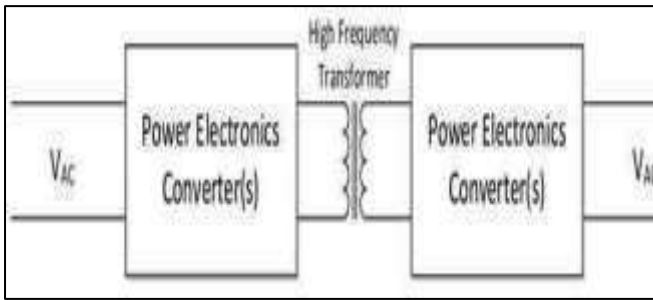 High Frequency
Transformer
Power Electronics
Converter(s)
Power Electronics
Converter(s)
VAC